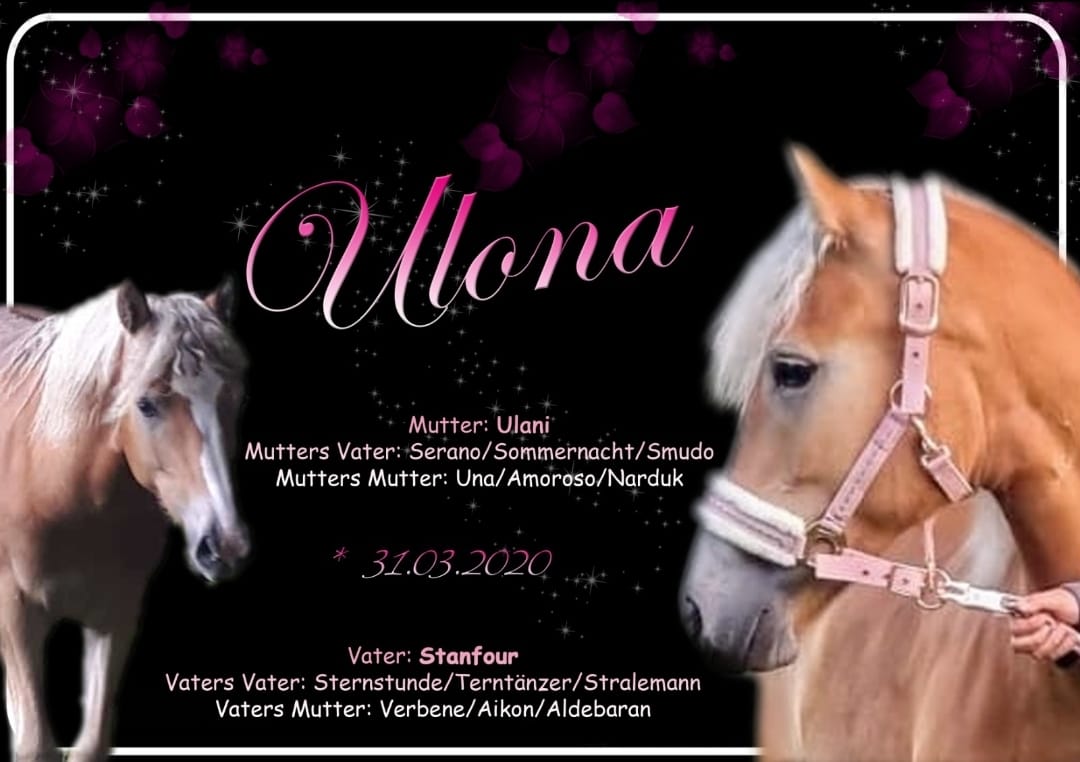 Ulona
Mutter: Ulani
Mutters Vater: Serano/Sommernacht/Smudo
Mutters Mutter: Una/Amoroso/Narduk
* 31.03.2020
Vater: Stanfour
Vaters Vater: Sternstunde/Terntänzer/Stralemann
Vaters Mutter: Verbene/Aikon/Aldebaran